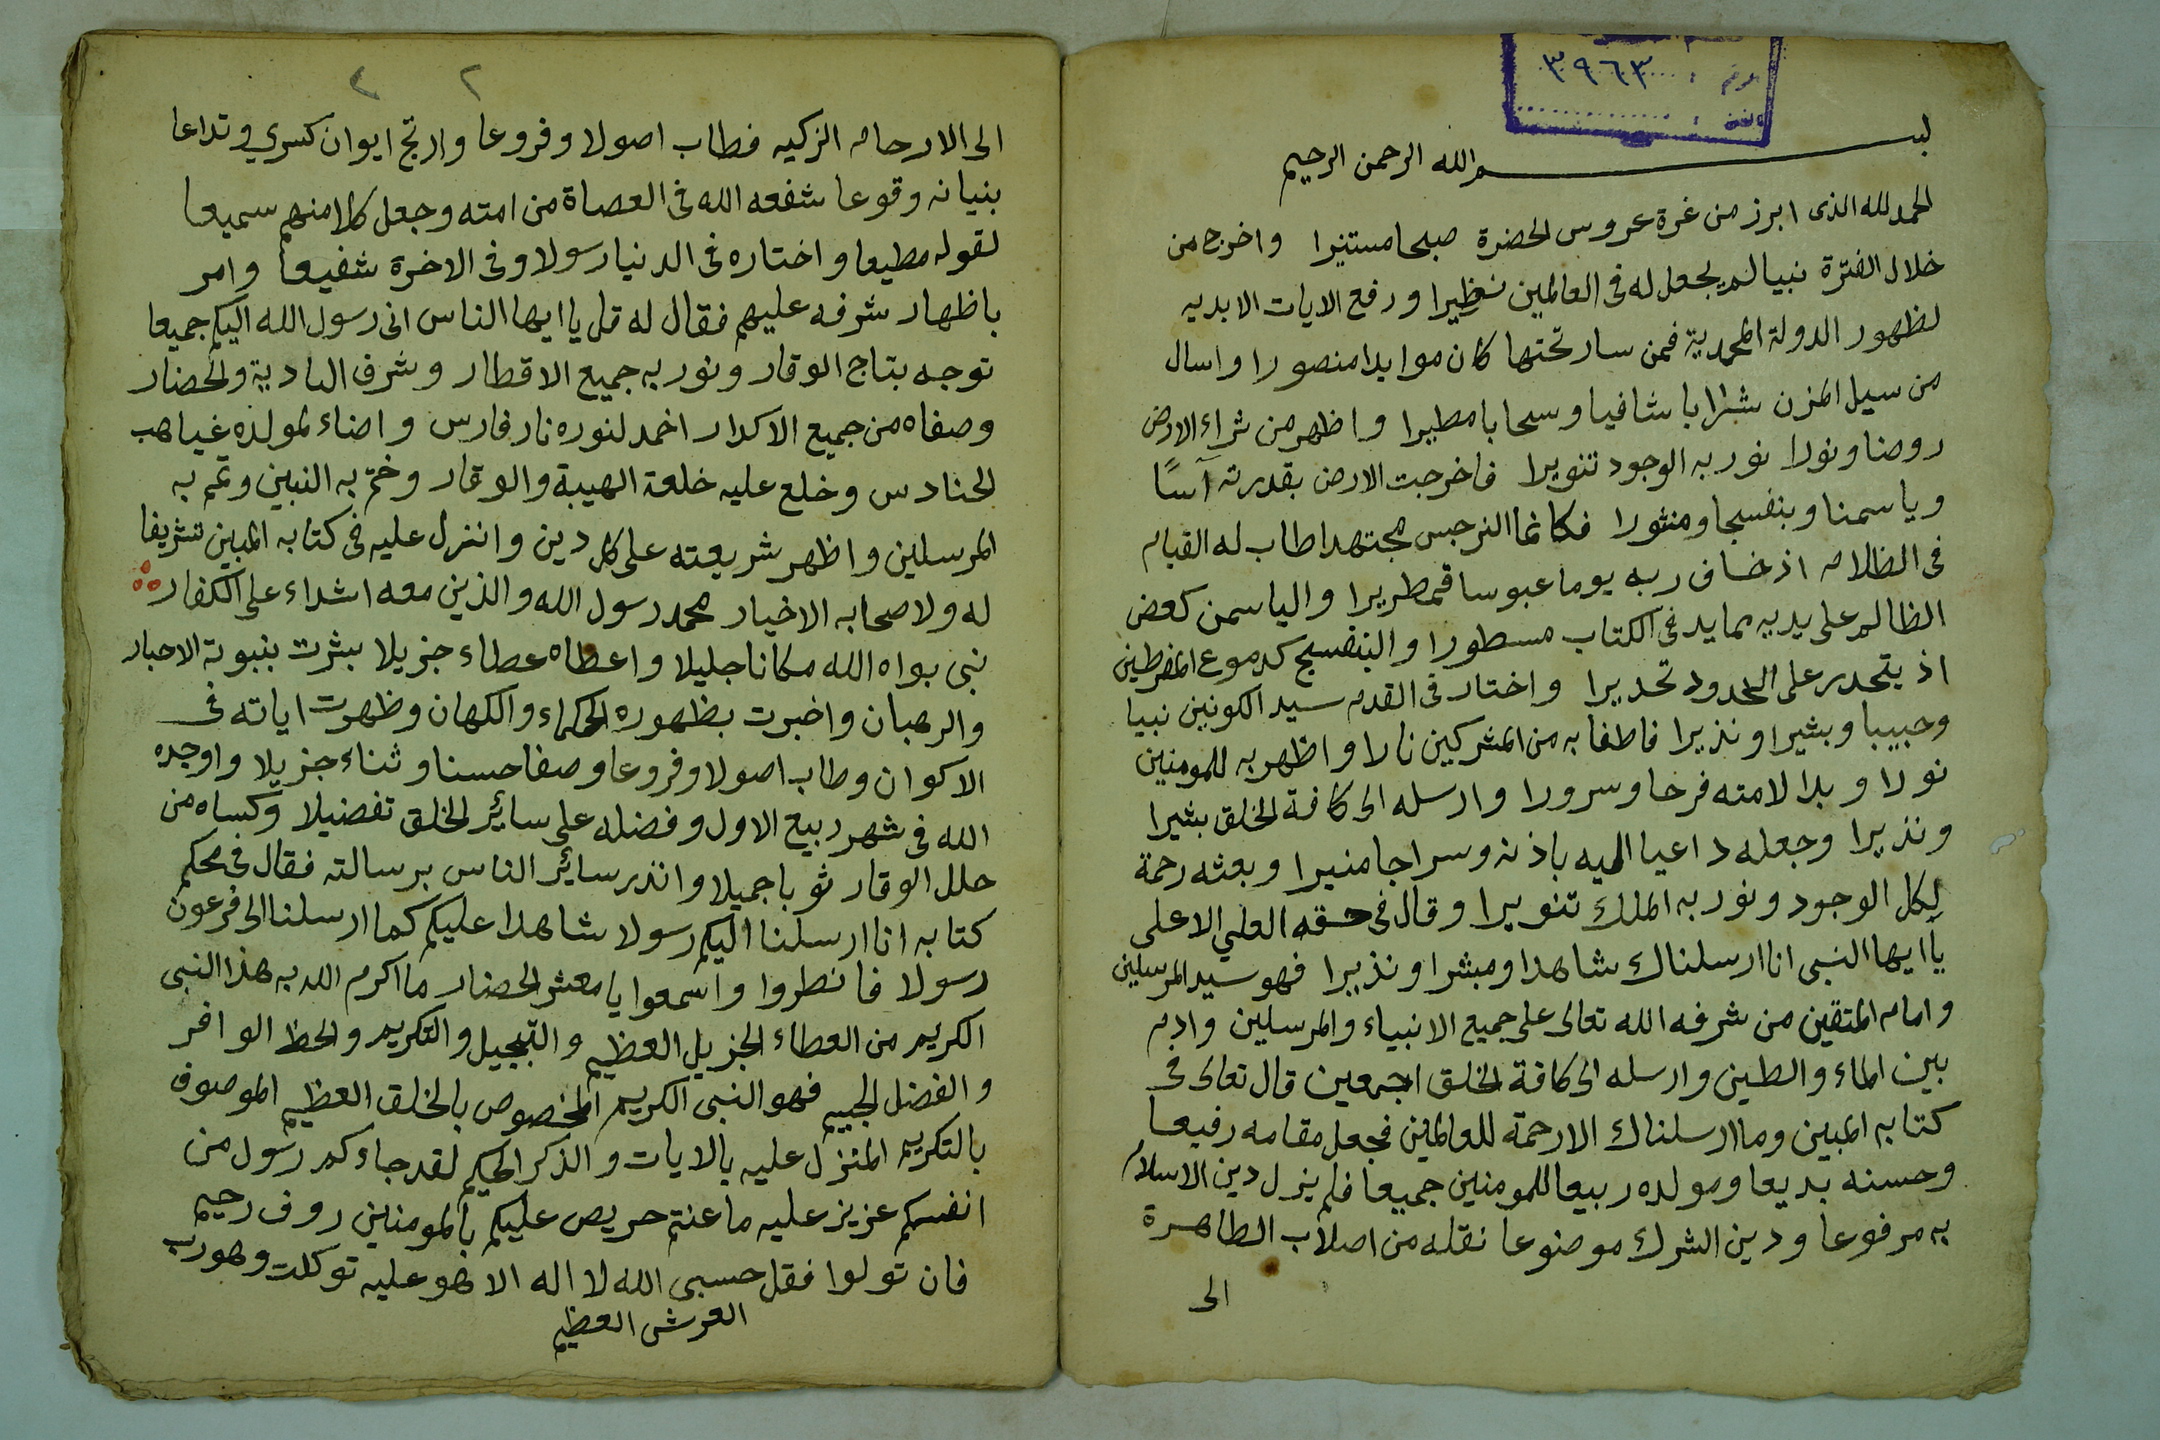 ٣٩٦٣
بسم الله الرحمن الرحيم
الحمد لله الذى ابرز من غرة عروس الحضرة صبحا مستنيرا واخرج من
خلال الفترة نبيا لم يجعل له فى العالمين نظيرا ورفع الايات الابديه
لظهور الدولة المحمدية فمن سار تحتها كان موايدا منصورا واسال
من سيل المزن شرابا شافيا وسحابا مطيرا واظهر من ثراء الارض
روضا ونورا نور به الوجود تنويرا فاخرجت الارض بقدرته آسًا
وياسمنا وبنفسجا ومنثورا فكانما النرجس مجتهدا طاب له القيام
فى الظلام اذ خاف ربه يوما عبوسا قمطريرا والياسمن كعض
الظالم على يديه بما يد فى الكتاب مسطورا والبنفسج كدموع المفرطين
اذ يتحدر على الخدود تحديرا واختار فى القدم سيد الكونين نبيا
وحبيبا وبشيرا ونذيرا فاطفا به من المشركين نارا واظهر به للمومنين
نورا وبدا لامته فرحا وسرورا وارسله الى كافة الخلق بشيرا
ونذيرا وجعله داعيا اليه باذنه وسراجا منيرا وبعثه رحمة
لكل الوجود ونور به الملك تنويرا وقال فى حقه العلي الاعلى
يا ايها النبى انا ارسلناك شاهدا ومبشرا ونذيرا فهو سيد المرسلين
وامام المتقين من شرفه الله تعالى على جميع الانبياء والمرسلين وادم
بين الماء والطين وارسله الى كافة الخلق اجمعين قال تعالى فى
كتابه المبين وما ارسلناك الا رحمة للعالمين فجعل مقامه رفيعا
وحسنه بديعا ومولده ربيعا للمومنين جميعا فلم يزل دين الاسلام
به مرفوعا ودين الشرك موضوعا نقله من اصلاب الطاهرة
الى
٢
الى الارحام الزكيه فطاب اصولا وفروعا وارتج ايوان كسري وتداعا
بنيانه وقوعا شفعه الله فى العصاة من امته وجعل كلا منهم سميعا
لقوله مطيعا واختاره فى الدنيا رسولا وفى الاخرة شفيعا وامر
باظهار شرفه عليهم فقال له قل يا ايها الناس انى رسول الله اليكم جميعا
توجه بتاج الوقار ونور به جميع الاقطار وشرف البادية والحضار
وصفاه من جميع الاكدار اخمد لنوره نار فارس واضاء لمولده غياهب
الحنادس وخلع عليه خلعة الهيبة والوقار وختم به النبين وتمم به
المرسلين واظهر شريعته على كل دين وانزل عليه فى كتابه المبين تشريفا
له ولاصحابه الاخيار محمد رسول الله والذين معه اشداء على الكفار
نبى بواه الله مكانا جليلا واعطاه عطاء جزيلا بشرت بنبوته الاحبار
والرهبان واخبرت بظهوره الحكماء والكهان وظهرت اياته فى
الاكوان وطاب اصولا وفروعا وصفا حسنا وثناء جزيلا واوجده
الله فى شهر ربيع الاول وفضله على سائر الخلق تفضيلا وكساه من
حلل الوقار ثوبا جميلا وانذر سائر الناس برسالته فقال فى محكم
كتابه انا ارسلنا اليكم رسولا شاهدا عليكم كما ارسلنا الى فرعون
رسولا فانظروا واسمعوا يا معشر الحضار ما اكرم الله به هذا النبى
الكريم من العطاء الجزيل العظيم والتبجيل والتكريم والحظ الوافر
والفضل الجسيم فهو النبى الكريم المخصوص بالخلق العظيم الموصوف
بالتكريم المنزل عليه بالايات والذكر الحكيم لقد جاءكم رسول من
انفسكم عزيز عليه ما عنتم حريص عليكم بالمومنين روف رحيم
فان تولوا فقل حسبى الله لا اله الا هو عليه توكلت وهو رب
العرش العظيم